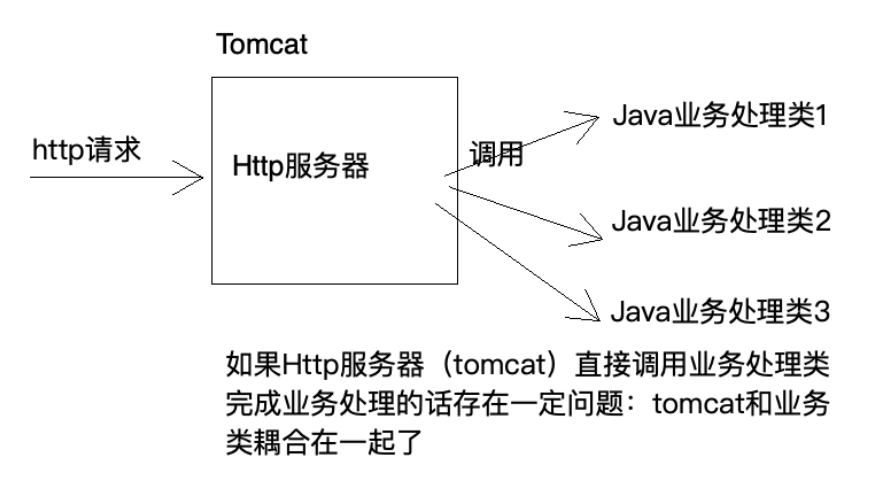 Tomcat
http请求
Http服务器
调用
Java业务处理类1
Java业务处理类2
Java业务处理类3
如果Http服务器（tomcat）直接调用业务处理类
完成业务处理的话存在一定问题：tomcat和业务
类耦合在一起了